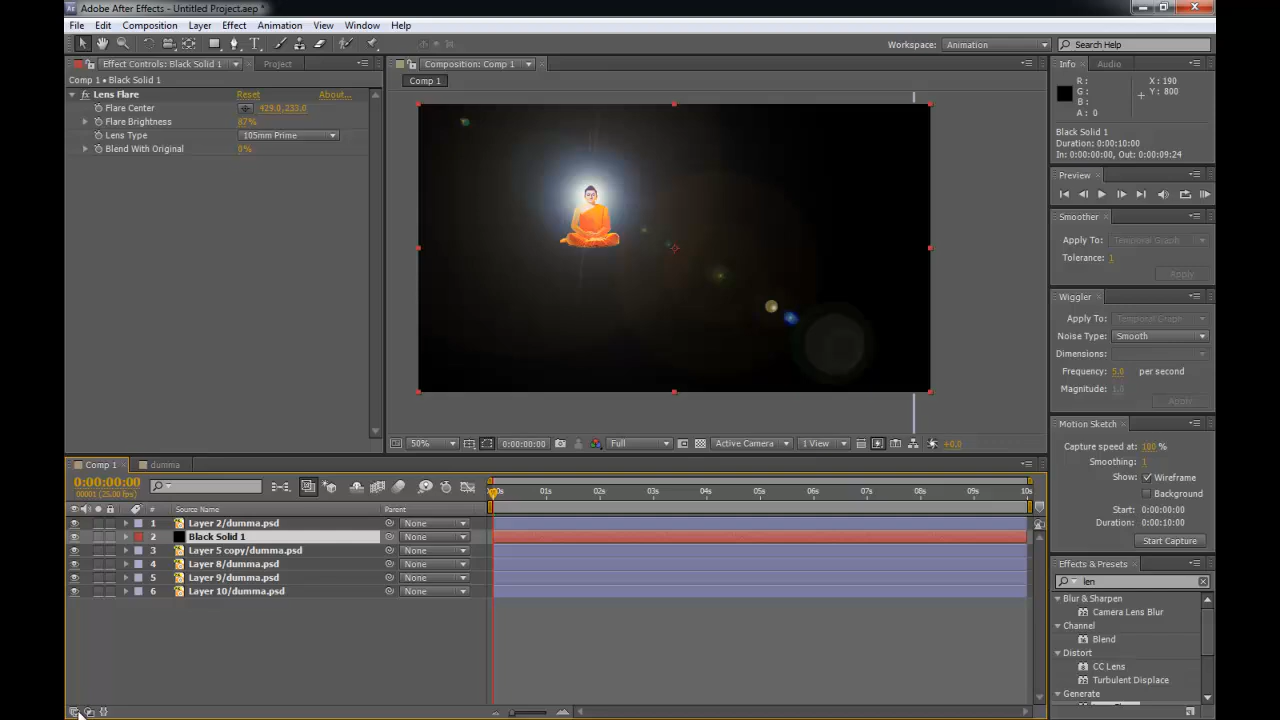 Adobe After Effects - Untitled Project.aep *
File Edit Composition Layer Effect Animation View Window Help
Workspace: Animation
Search Help
Effect Controls: Black Solid 1
Project
Comp 1 • Black Solid 1
fx Lens Flare Reset About...
Flare Center 429.0,233.0
Flare Brightness 87%
Lens Type 105mm Prime
Blend With Original 0%
Composition: Comp 1
Comp 1
50% 0:00:00:00 Full Active Camera 1 View +0.0
Info Audio
R: X: 190
G: Y: 800
B:
A: 0
Black Solid 1
Duration: 0:00:10:00
In: 0:00:00:00, Out: 0:00:09:24
Preview
Smoother
Apply To: Temporal Graph
Tolerance: 1
Apply
Wiggler
Apply To: Temporal Graph
Noise Type: Smooth
Dimensions:
Frequency: 5.0 per second
Magnitude: 1.0
Apply
Motion Sketch
Capture speed at: 100 %
Smoothing: 1
Show: Wireframe
Background
Start: 0:00:00:00
Duration: 0:00:10:00
Start Capture
Effects & Presets
len
Blur & Sharpen
Camera Lens Blur
Channel
Blend
Distort
CC Lens
Turbulent Displace
Generate
Comp 1 dumma
0:00:00:00
00001 (25.00 fps)
01s 02s 03s 04s 05s 06s 07s 08s 09s 10s
# Source Name Parent
1 Layer 2/dumma.psd None
2 Black Solid 1 None
3 Layer 5 copy/dumma.psd None
4 Layer 8/dumma.psd None
5 Layer 9/dumma.psd None
6 Layer 10/dumma.psd None